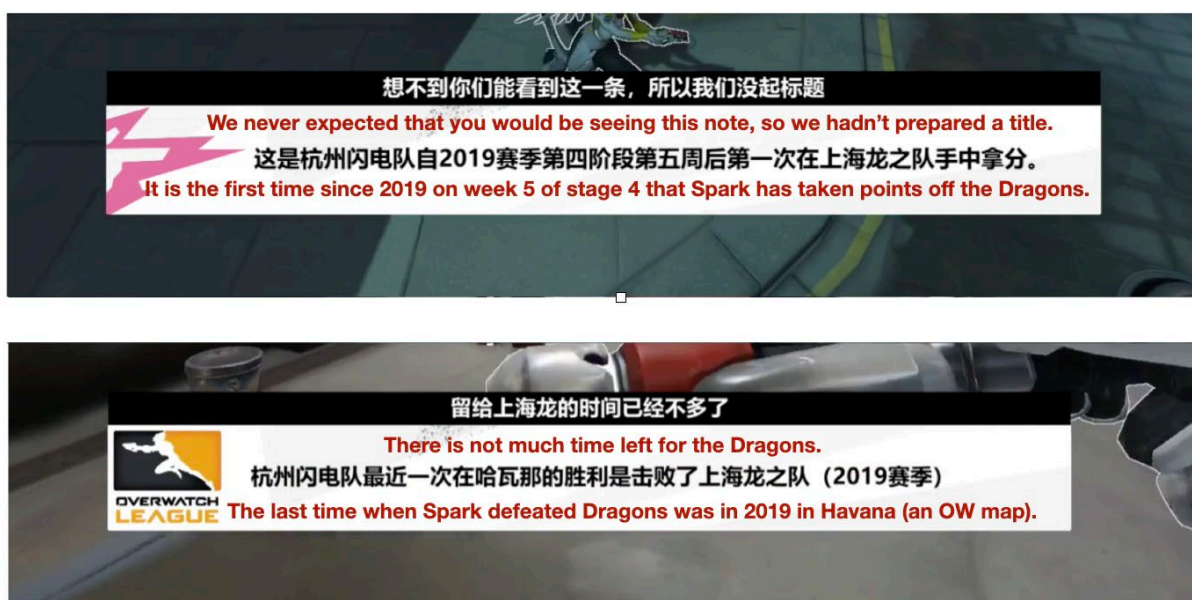 想不到你们能看到这一条，所以我们没起标题
We never expected that you would be seeing this note, so we hadn’t prepared a title.
这是杭州闪电队自2019赛季第四阶段第五周后第一次在上海龙之队手中拿分。
It is the first time since 2019 on week 5 of stage 4 that Spark has taken points off the Dragons.
留给上海龙的时间已经不多了
There is not much time left for the Dragons.
杭州闪电队最近一次在哈瓦那的胜利是击败了上海龙之队（2019赛季）
OVERWATCH
LEAGUE
The last time when Spark defeated Dragons was in 2019 in Havana (an OW map).